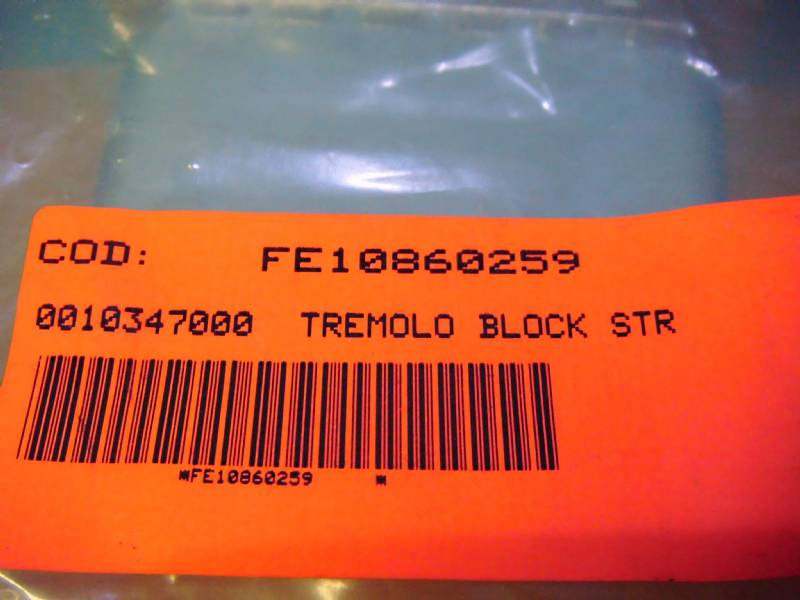 COD: FE10860259
0010347000 TREMOLO BLOCK STR
*FE10860259 *